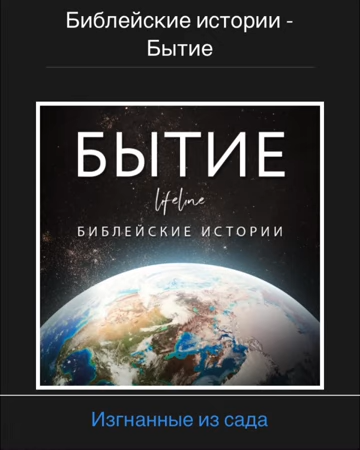 Библейские истории -
Бытие
БЫТИЕ
lifeline
БИБЛЕЙСКИЕ ИСТОРИИ
Изгнанные из сада